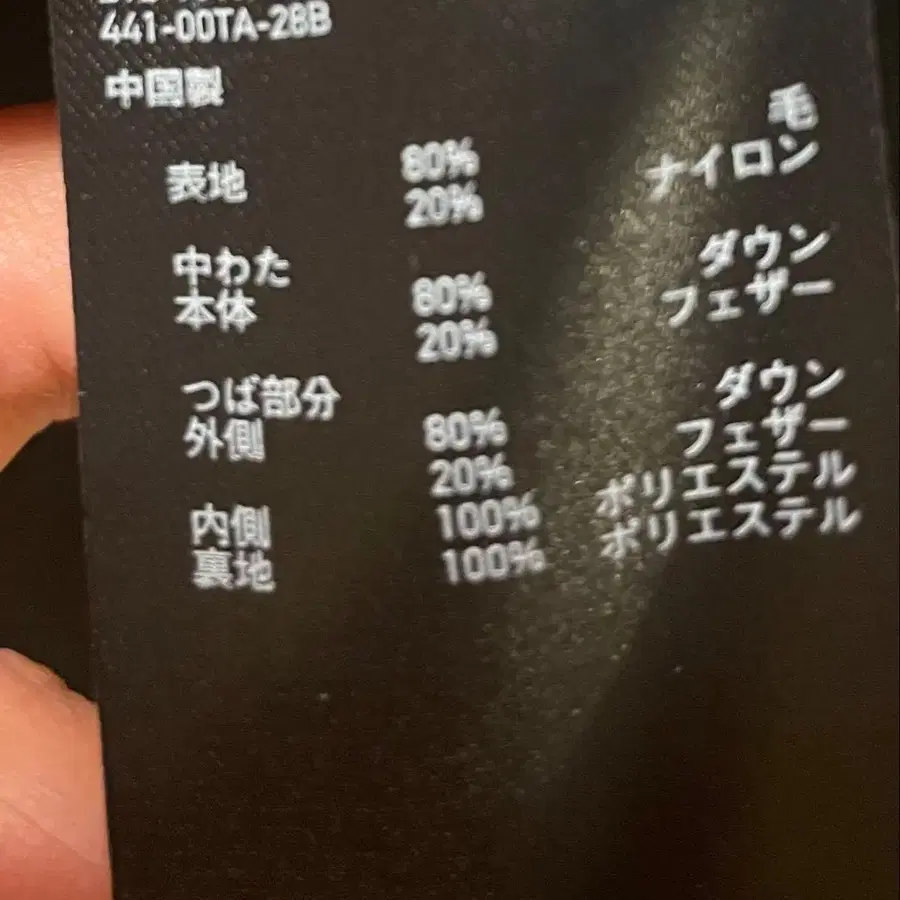 441-00TA-28B
中国製
表地 80% 毛
20% ナイロン
中わた
本体 80% ダウン
20% フェザー
つば部分
外側 80% ダウン
20% フェザー
内側 100% ポリエステル
裏地 100% ポリエステル